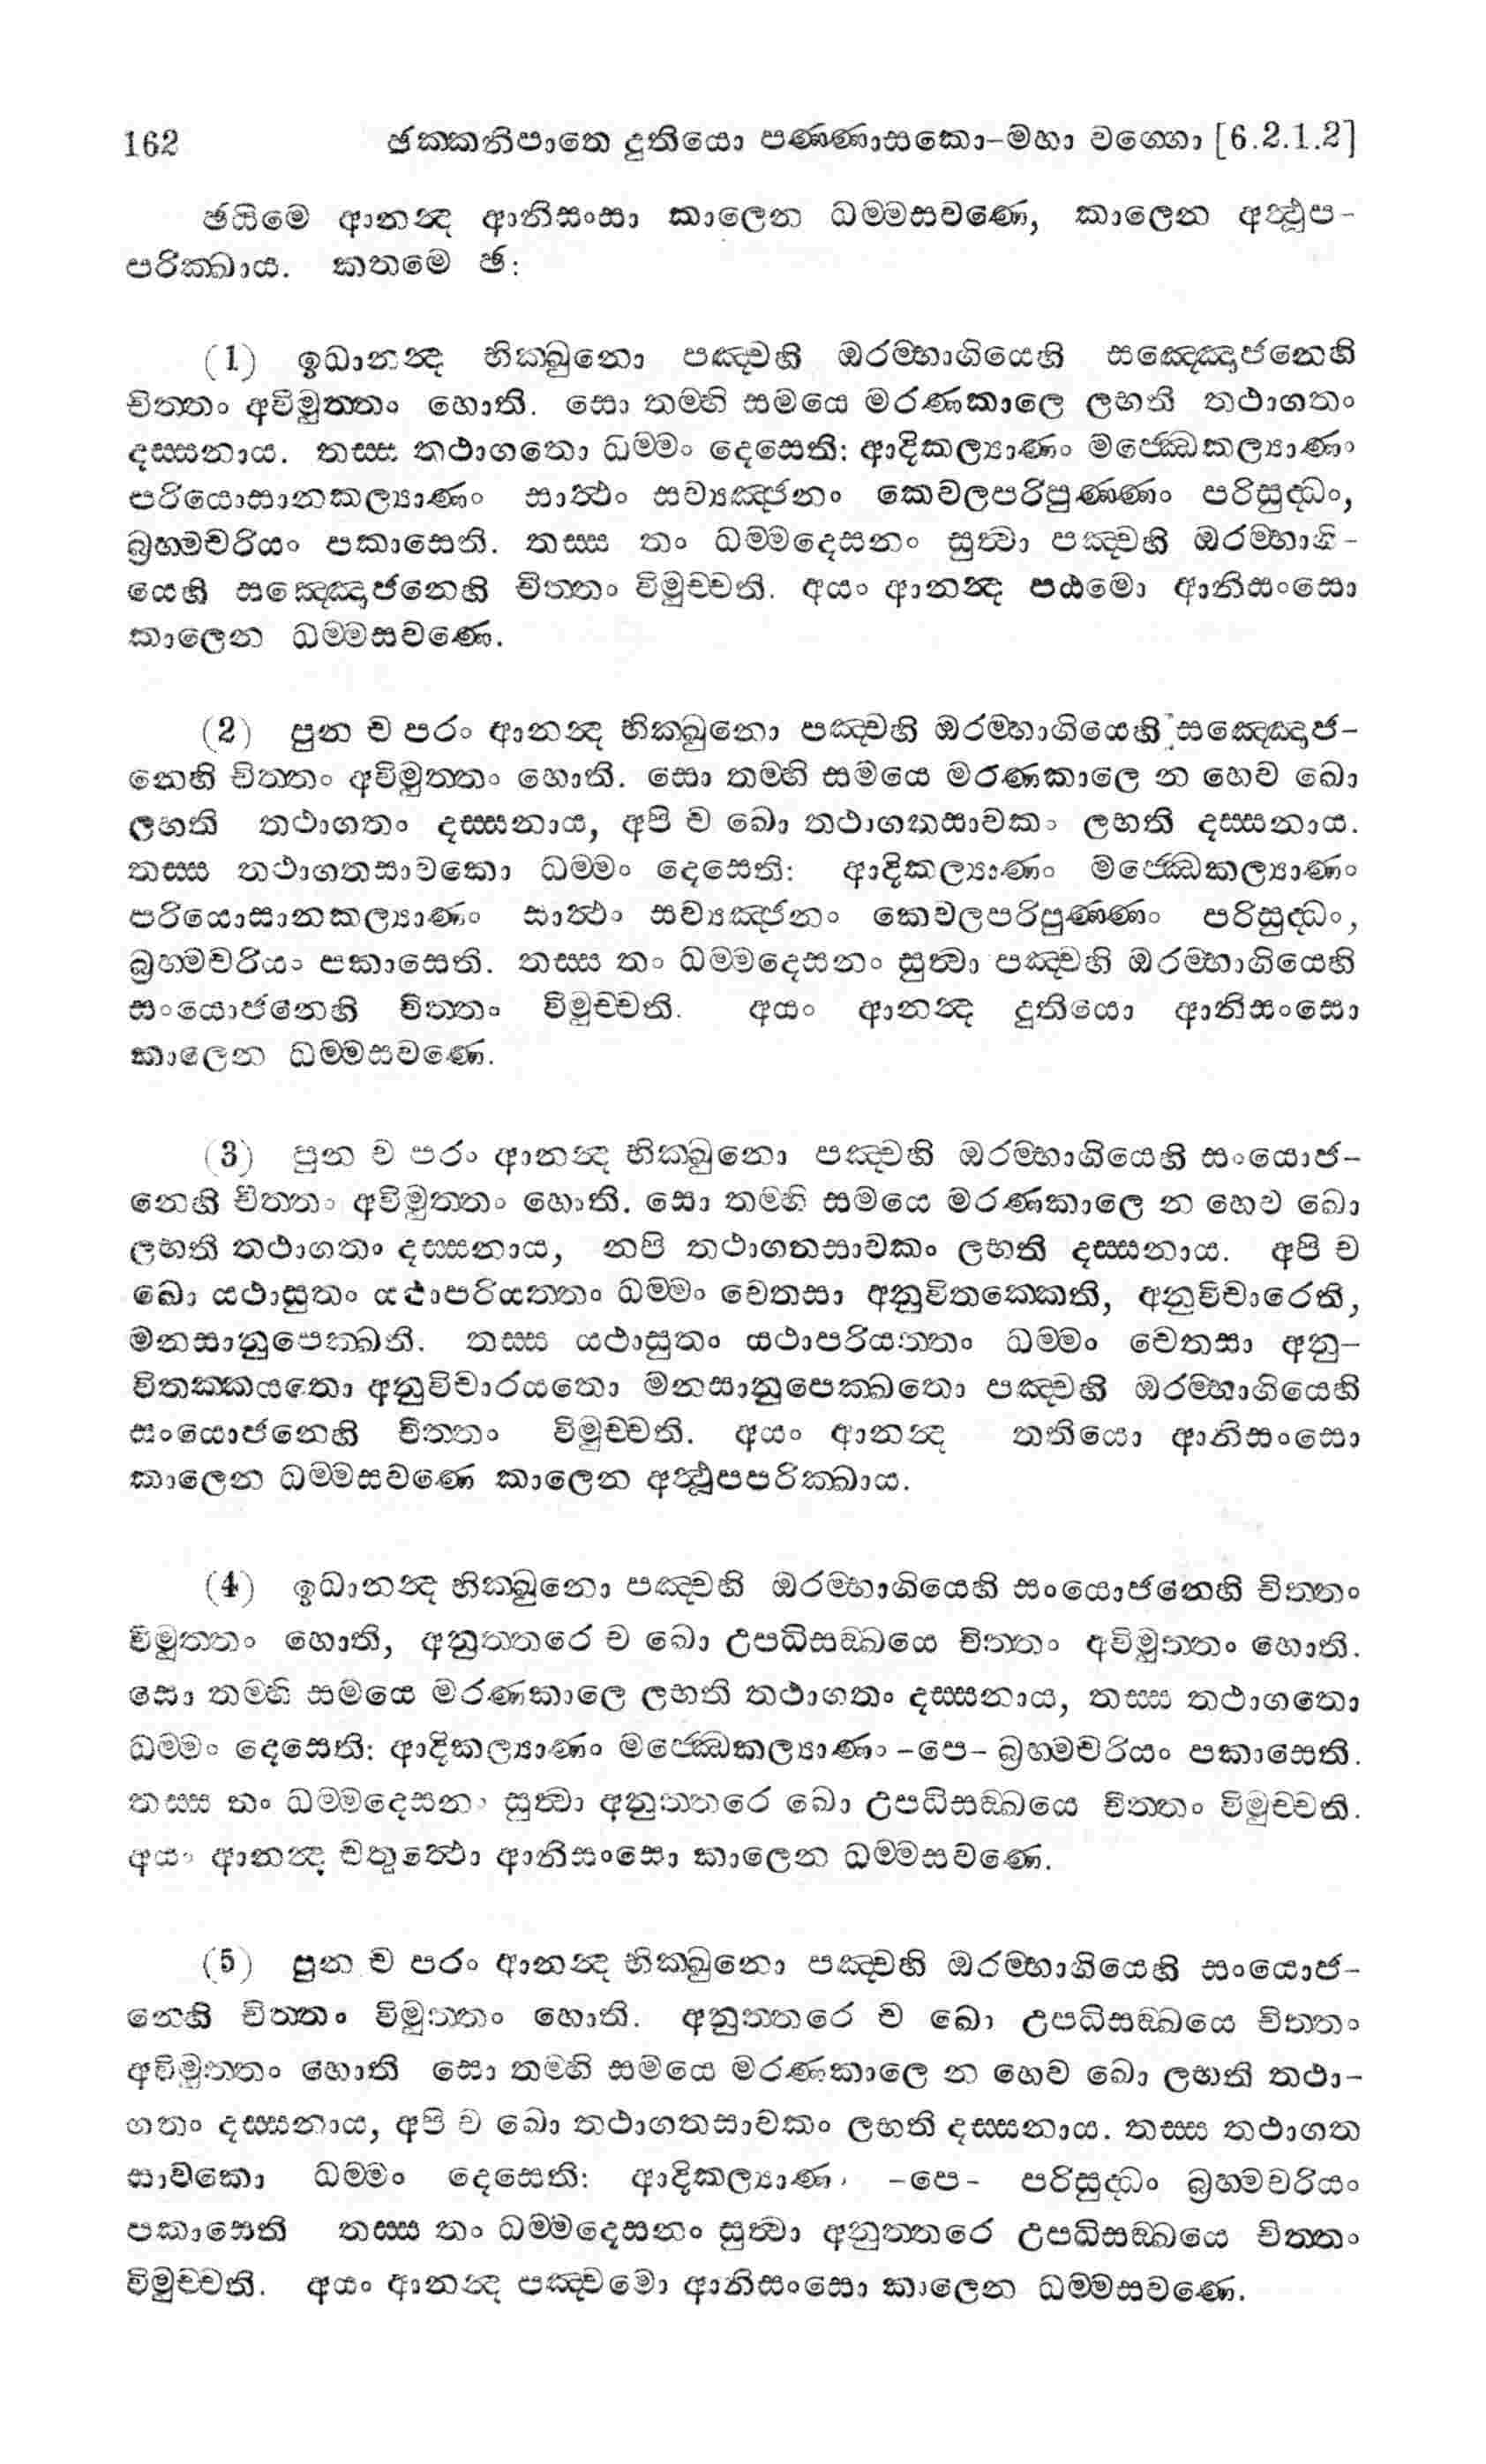 162 ඡක්කනිපාතො දුතියො පණ්ණාසකො-මහා වග්ගො [6.2.1.2]
ඡයිමෙ ආනන්ද ආනිසංසා කාලෙන ධම්මසවණෙ, කාලෙන අත්ථුප-
පරික්ඛාය. කතමෙ ඡ:
(1) ඉධානන්ද භික්ඛුනො පඤ්චහි ඔරම්භාගියෙහි සඤ්ඤොජනෙහි
චිත්තං අවිමුත්තං හොති. සො තම්හි සමයෙ මරණකාලෙ ලභති තථාගතං
දස්සනාය. තස්ස තථාගතො ධම්මං දෙසෙති: ආදිකල්‍යාණං මජ්ඣෙකල්‍යාණං
පරියොසානකල්‍යාණං සාත්ථං සව්‍යඤ්ජනං කෙවලපරිපුණ්ණං පරිසුද්ධං,
බ්‍රහ්මචරියං පකාසෙති. තස්ස තං ධම්මදෙසනං සුත්වා පඤ්චහි ඔරම්භාගි-
යෙහි සඤ්ඤොජනෙහි චිත්තං විමුච්චති. අයං ආනන්ද පඨමො ආනිසංසො
කාලෙන ධම්මසවණෙ.
(2) පුන ච පරං ආනන්ද භික්ඛුනො පඤ්චහි ඔරම්භාගියෙහි සඤ්ඤොජ-
නෙහි චිත්තං අවිමුත්තං හොති. සො තම්හි සමයෙ මරණකාලෙ න හෙව ඛො
ලභති තථාගතං දස්සනාය, අපි ච ඛො තථාගතසාවකං ලභති දස්සනාය.
තස්ස තථාගතසාවකො ධම්මං දෙසෙති: ආදිකල්‍යාණං මජ්ඣෙකල්‍යාණං
පරියොසානකල්‍යාණං සාත්ථං සව්‍යඤ්ජනං කෙවලපරිපුණ්ණං පරිසුද්ධං,
බ්‍රහ්මචරියං පකාසෙති. තස්ස තං ධම්මදෙසනං සුත්වා පඤ්චහි ඔරම්භාගියෙහි
සංයොජනෙහි චිත්තං විමුච්චති. අයං ආනන්ද දුතියො ආනිසංසො
කාලෙන ධම්මසවණෙ.
(3) පුන ච පරං ආනන්ද භික්ඛුනො පඤ්චහි ඔරම්භාගියෙහි සංයොජ-
නෙහි චිත්තං අවිමුත්තං හොති. සො තම්හි සමයෙ මරණකාලෙ න හෙව ඛො
ලභති තථාගතං දස්සනාය, නපි තථාගතසාවකං ලභති දස්සනාය. අපි ච
ඛො යථාසුතං යථාපරියත්තං ධම්මං චෙතසා අනුවිතක්කෙති, අනුවිචාරෙති,
මනසානුපෙක්ඛති. තස්ස යථාසුතං යථාපරියත්තං ධම්මං චෙතසා අනු-
විතක්කයතො අනුවිචාරයතො මනසානුපෙක්ඛතො පඤ්චහි ඔරම්භාගියෙහි
සංයොජනෙහි චිත්තං විමුච්චති. අයං ආනන්ද තතියො ආනිසංසො
කාලෙන ධම්මසවණෙ කාලෙන අත්ථුපපරික්ඛාය.
(4) ඉධානන්ද භික්ඛුනො පඤ්චහි ඔරම්භාගියෙහි සංයොජනෙහි චිත්තං
විමුත්තං හොති, අනුත්තරෙ ච ඛො උපධිසඞ්ඛයෙ චිත්තං අවිමුත්තං හොති.
සො තම්හි සමයෙ මරණකාලෙ ලභති තථාගතං දස්සනාය, තස්ස තථාගතො
ධම්මං දෙසෙති: ආදිකල්‍යාණං මජ්ඣෙකල්‍යාණං -පෙ- බ්‍රහ්මචරියං පකාසෙති.
තස්ස තං ධම්මදෙසනං සුත්වා අනුත්තරෙ ඛො උපධිසඞ්ඛයෙ චිත්තං විමුච්චති.
අයං ආනන්ද චතුත්ථො ආනිසංසො කාලෙන ධම්මසවණෙ.
(5) පුන ච පරං ආනන්ද භික්ඛුනො පඤ්චහි ඔරම්භාගියෙහි සංයොජ-
නෙහි චිත්තං විමුත්තං හොති. අනුත්තරෙ ච ඛො උපධිසඞ්ඛයෙ චිත්තං
අවිමුත්තං හොති සො තම්හි සමයෙ මරණකාලෙ න හෙව ඛො ලභති තථා-
ගතං දස්සනාය, අපි ච ඛො තථාගතසාවකං ලභති දස්සනාය. තස්ස තථාගත
සාවකො ධම්මං දෙසෙති: ආදිකල්‍යාණං -පෙ- පරිසුද්ධං බ්‍රහ්මචරියං
පකාසෙති තස්ස තං ධම්මදෙසනං සුත්වා අනුත්තරෙ උපධිසඞ්ඛයෙ චිත්තං
විමුච්චති. අයං ආනන්ද පඤ්චමො ආනිසංසො කාලෙන ධම්මසවණෙ.